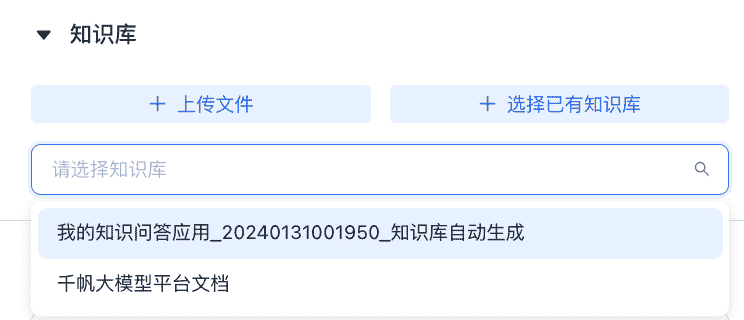 知识库
上传文件
选择已有知识库
请选择知识库
我的知识问答应用_20240131001950_知识库自动生成
千帆大模型平台文档